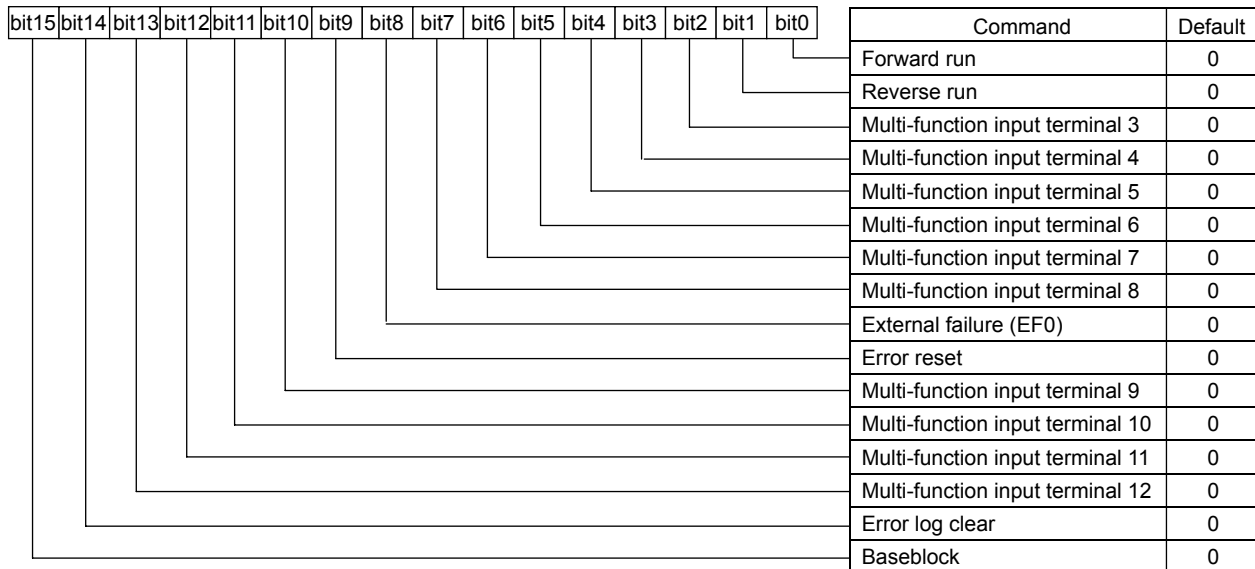 bit15 bit14 bit13 bit12 bit11 bit10 bit9 bit8 bit7 bit6 bit5 bit4 bit3 bit2 bit1 bit0
Command Default
Forward run 0
Reverse run 0
Multi-function input terminal 3 0
Multi-function input terminal 4 0
Multi-function input terminal 5 0
Multi-function input terminal 6 0
Multi-function input terminal 7 0
Multi-function input terminal 8 0
External failure (EF0) 0
Error reset 0
Multi-function input terminal 9 0
Multi-function input terminal 10 0
Multi-function input terminal 11 0
Multi-function input terminal 12 0
Error log clear 0
Baseblock 0